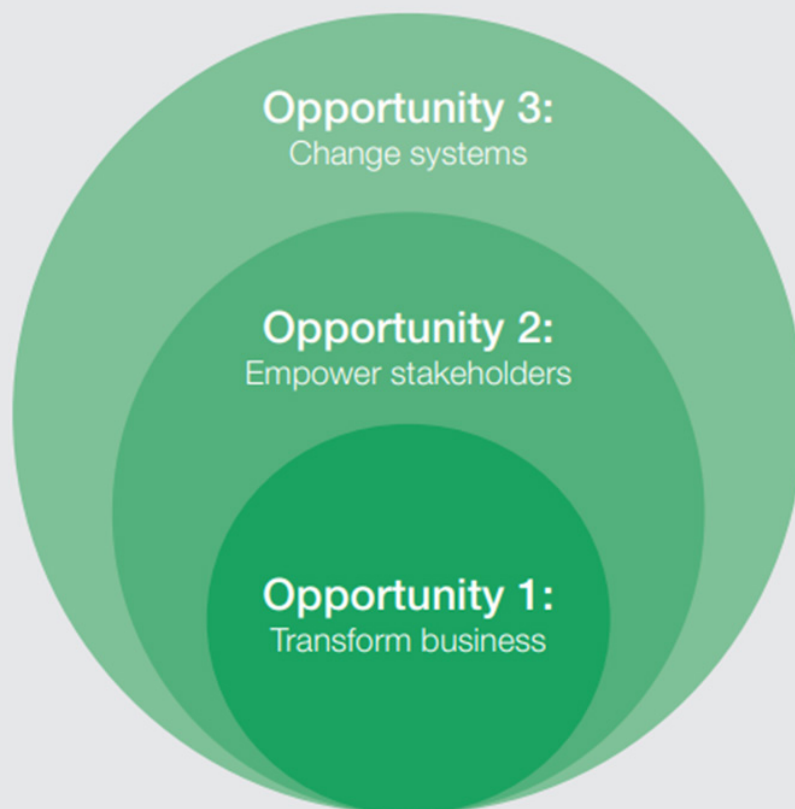 Opportunity 3:
Change systems
Opportunity 2:
Empower stakeholders
Opportunity 1:
Transform business